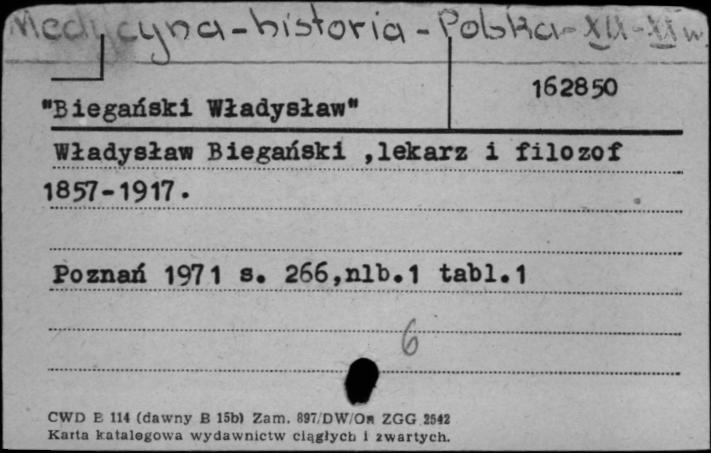 Medycyna-historia-Polska-XIX-XX w.
162850
"Biegański Władysław"
Władysław Biegański ,lekarz i filozof
1857-1917.
Poznań 1971 s. 266,nlb.1 tabl.1
6
CWD E 114 (dawny B 15b) Zam. 897/DW/On ZGG 2542
Karta katalogowa wydawnictw ciągłych i zwartych.